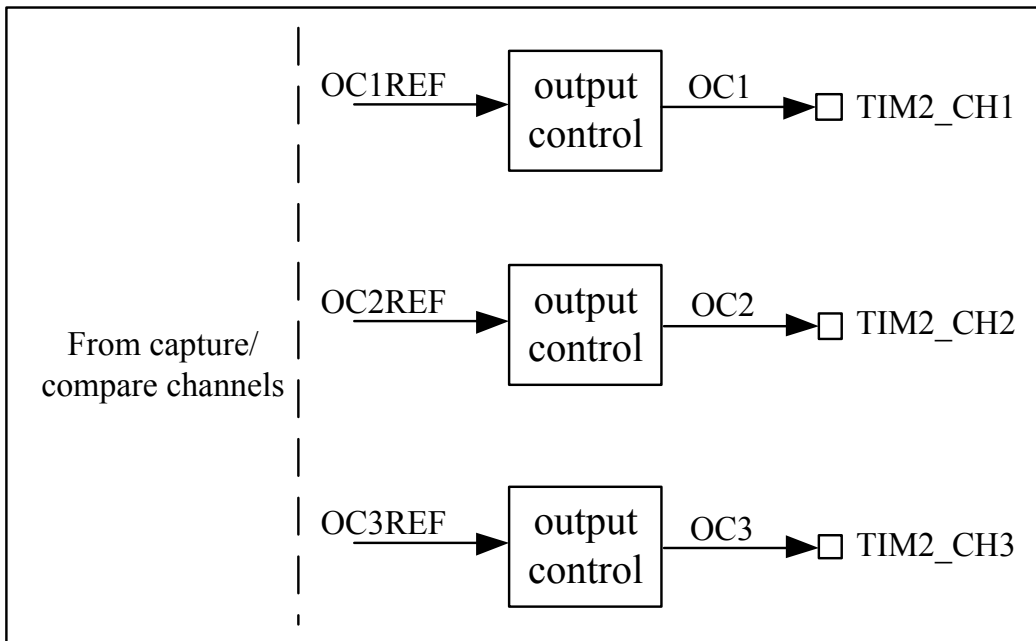 OC1REF
output
control
OC1
TIM2_CH1
From capture/
compare channels
OC2REF
output
control
OC2
TIM2_CH2
OC3REF
output
control
OC3
TIM2_CH3